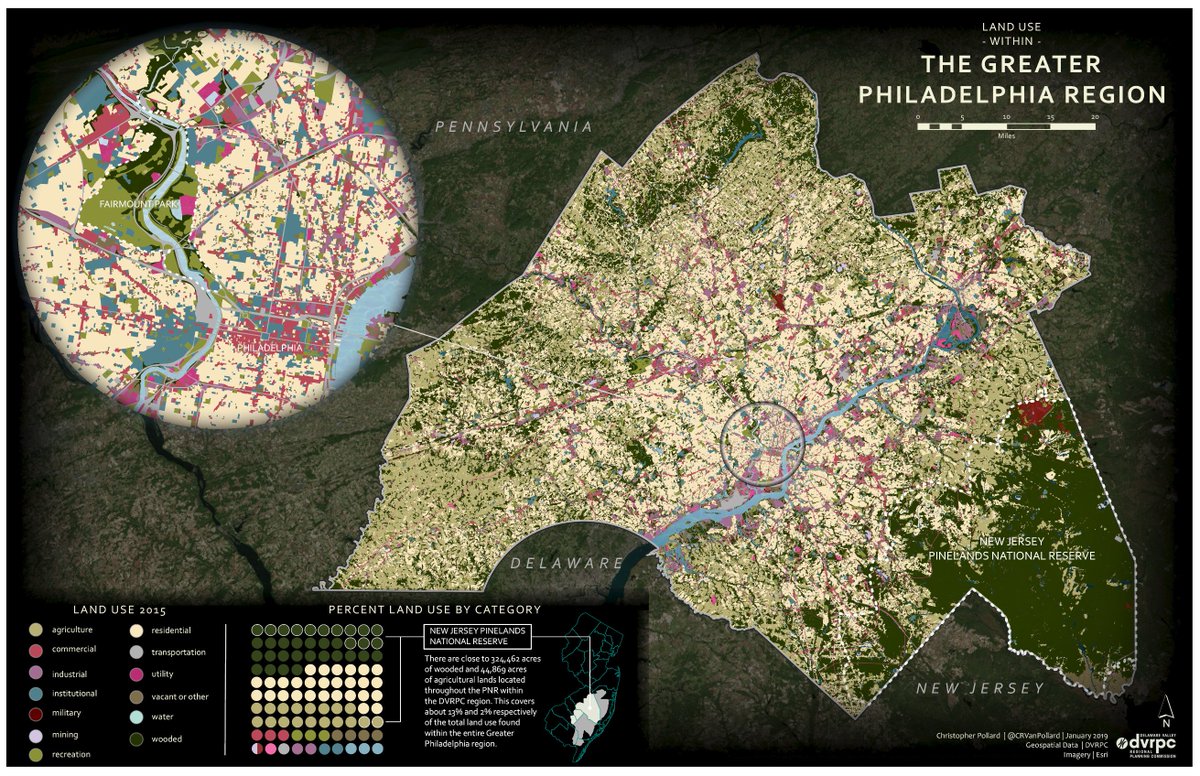 LAND USE
- WITHIN -
THE GREATER
PHILADELPHIA REGION
0 5 10 15 20
Miles
PENNSYLVANIA
FAIRMOUNT PARK
PHILADELPHIA
NEW JERSEY
PINELANDS NATIONAL RESERVE
DELAWARE
NEW JERSEY
LAND USE 2015
agriculture
commercial
industrial
institutional
military
mining
recreation
residential
transportation
utility
vacant or other
water
wooded
PERCENT LAND USE BY CATEGORY
NEW JERSEY PINELANDS
NATIONAL RESERVE
There are close to 324,462 acres
of wooded and 44,869 acres
of agricultural lands located
throughout the PNR within
the DVRPC region. This covers
about 13% and 2% respectively
of the total land use found
within the entire Greater
Philadelphia region.
N
Christopher Pollard | @CRVanPollard | January 2019
Geospatial Data | DVRPC
Imagery | Esri
dvrpc
DELAWARE VALLEY
REGIONAL
PLANNING COMMISSION